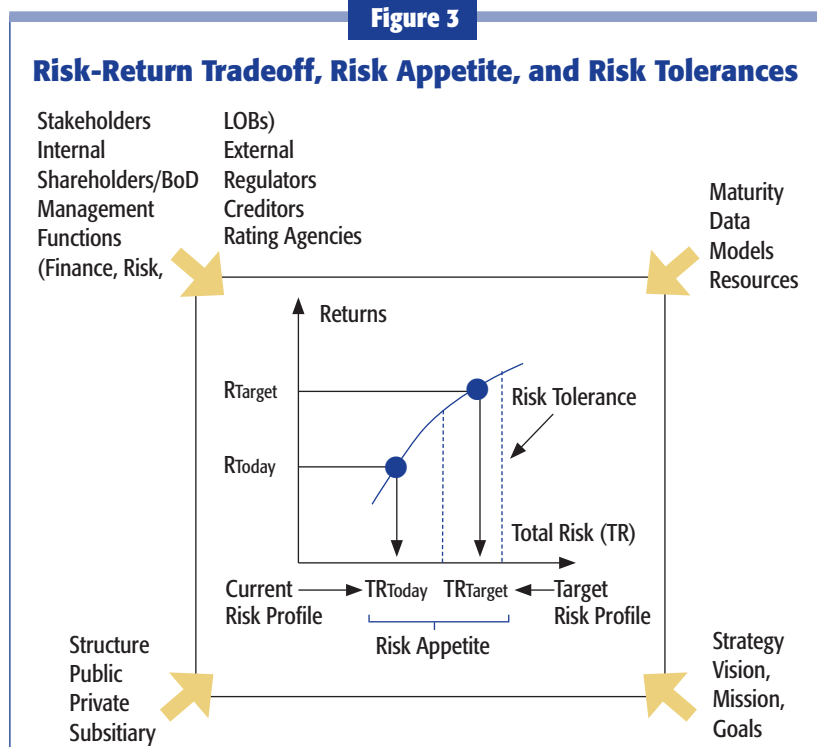 Figure 3
Risk-Return Tradeoff, Risk Appetite, and Risk Tolerances
Stakeholders
Internal
Shareholders/BoD
Management
Functions
(Finance, Risk,
LOBs)
External
Regulators
Creditors
Rating Agencies
Maturity
Data
Models
Resources
Returns
RTarget
Risk Tolerance
RToday
Total Risk (TR)
Current
Risk Profile
TRToday
TRTarget
Target
Risk Profile
Risk Appetite
Structure
Public
Private
Subsitiary
Strategy
Vision,
Mission,
Goals